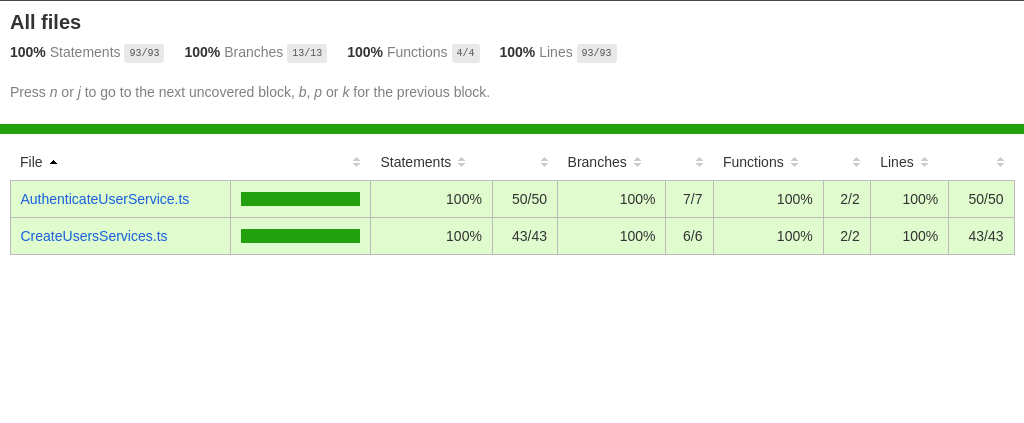 All files
100% Statements 93/93 100% Branches 13/13 100% Functions 4/4 100% Lines 93/93
Press n or j to go to the next uncovered block, b, p or k for the previous block.
File Statements Branches Functions Lines
AuthenticateUserService.ts 100% 50/50 100% 7/7 100% 2/2 100% 50/50
CreateUsersServices.ts 100% 43/43 100% 6/6 100% 2/2 100% 43/43